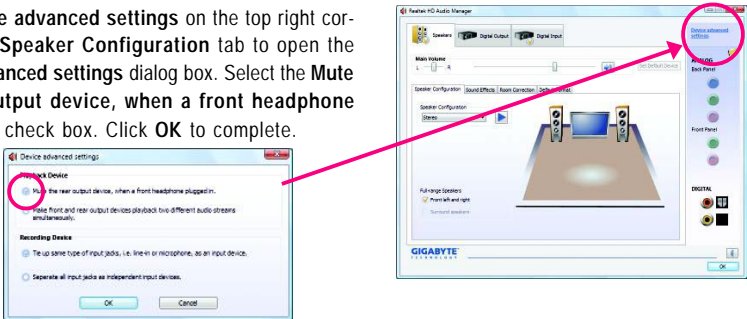 e advanced settings on the top right cor-
Speaker Configuration tab to open the
anced settings dialog box. Select the Mute
utput device, when a front headphone
check box. Click OK to complete.
Device advanced settings
Playback Device
Mute the rear output device, when a front headphone plugged in.
Make front and rear output devices playback two different audio streams
simultaneously.
Recording Device
Tie up same type of input jacks, i.e. line-in or microphone, as an input device.
Separate all input jacks as independent input devices.
OK Cancel
Realtek HD Audio Manager
Speakers Digital Output Digital Input
Device advanced
settings
Main Volume
L R Set Default Device
Speaker Configuration Sound Effects Room Correction Default Format
Speaker Configuration
Stereo
Full-range Speakers
Front left and right
Surround speakers
ANALOG
Back Panel
Front Panel
DIGITAL
GIGABYTE
TECHNOLOGY
i
OK